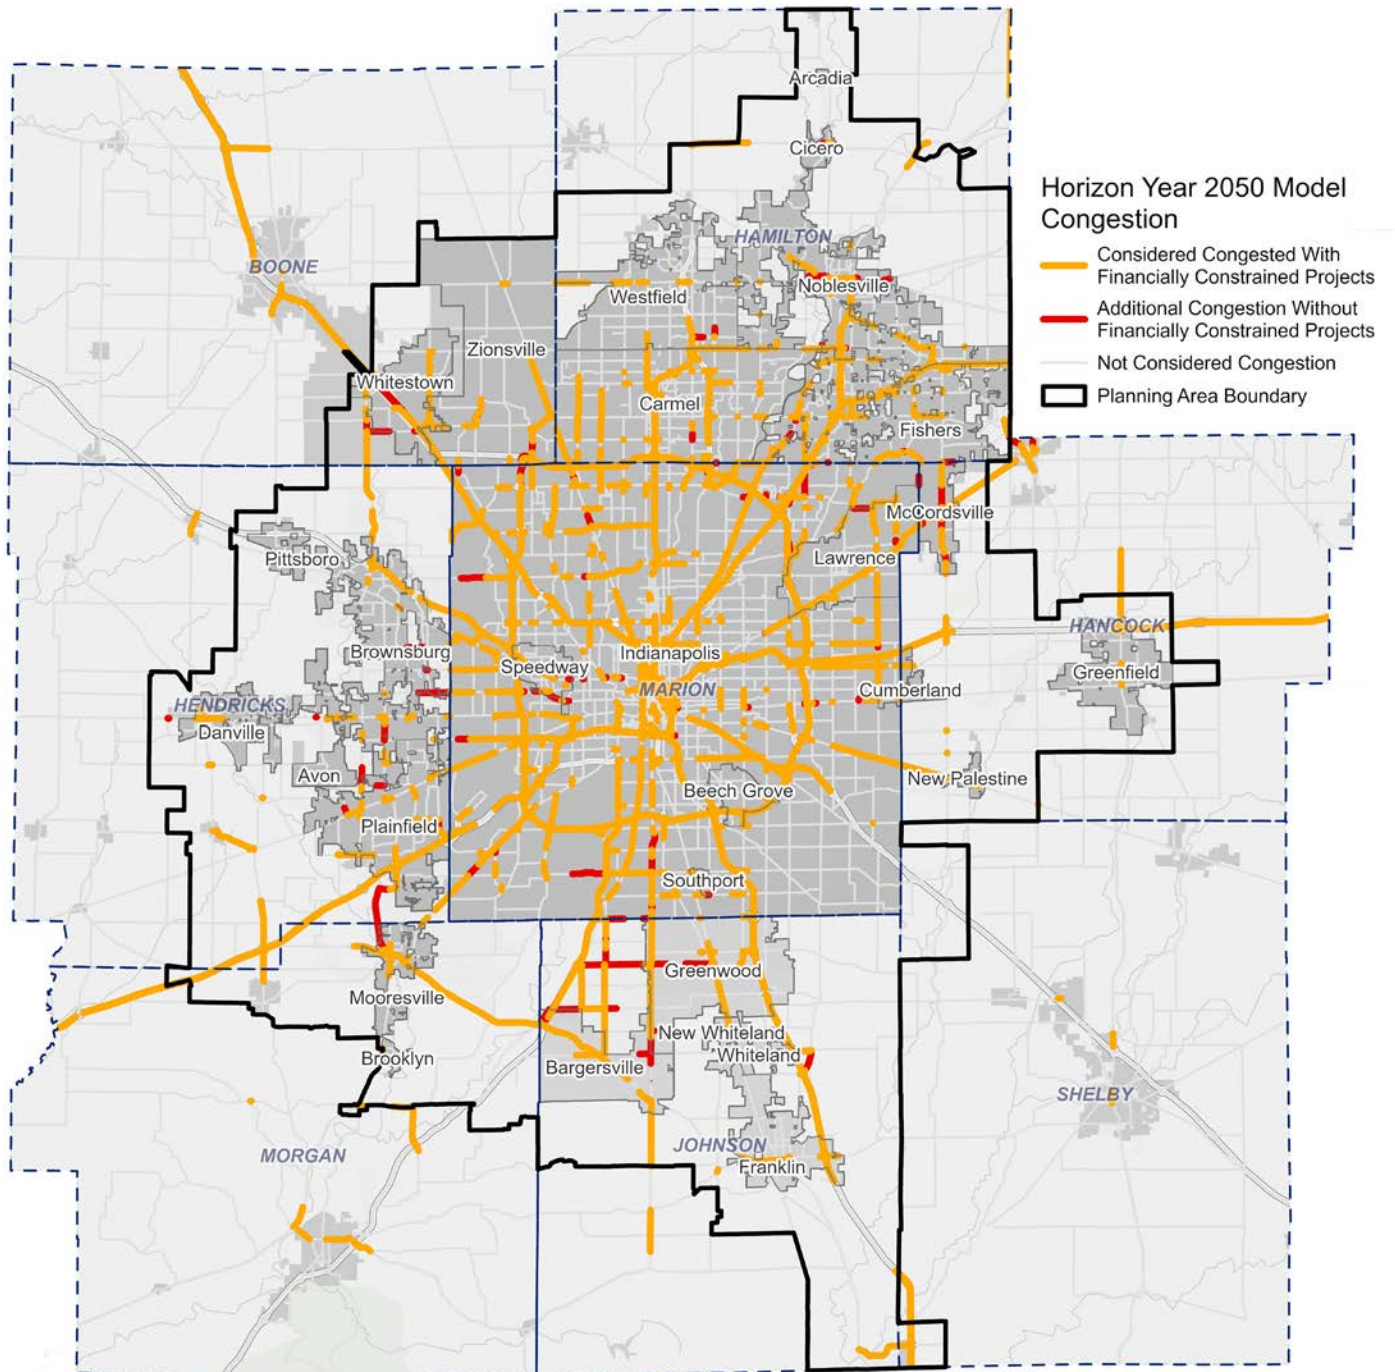 Arcadia
Cicero
Horizon Year 2050 Model
Congestion
Considered Congested With
Financially Constrained Projects
Additional Congestion Without
Financially Constrained Projects
Not Considered Congestion
Planning Area Boundary
HAMILTON
BOONE
Noblesville
Westfield
Zionsville
Whitestown
Carmel
Fishers
McCordsville
Pittsboro
Lawrence
HANCOCK
Brownsburg
Speedway
Indianapolis
Greenfield
MARION
Cumberland
HENDRICKS
Danville
Avon
New Palestine
Beech Grove
Plainfield
Southport
Greenwood
Mooresville
New Whiteland
Whiteland
Brooklyn
Bargersville
SHELBY
JOHNSON
MORGAN
Franklin